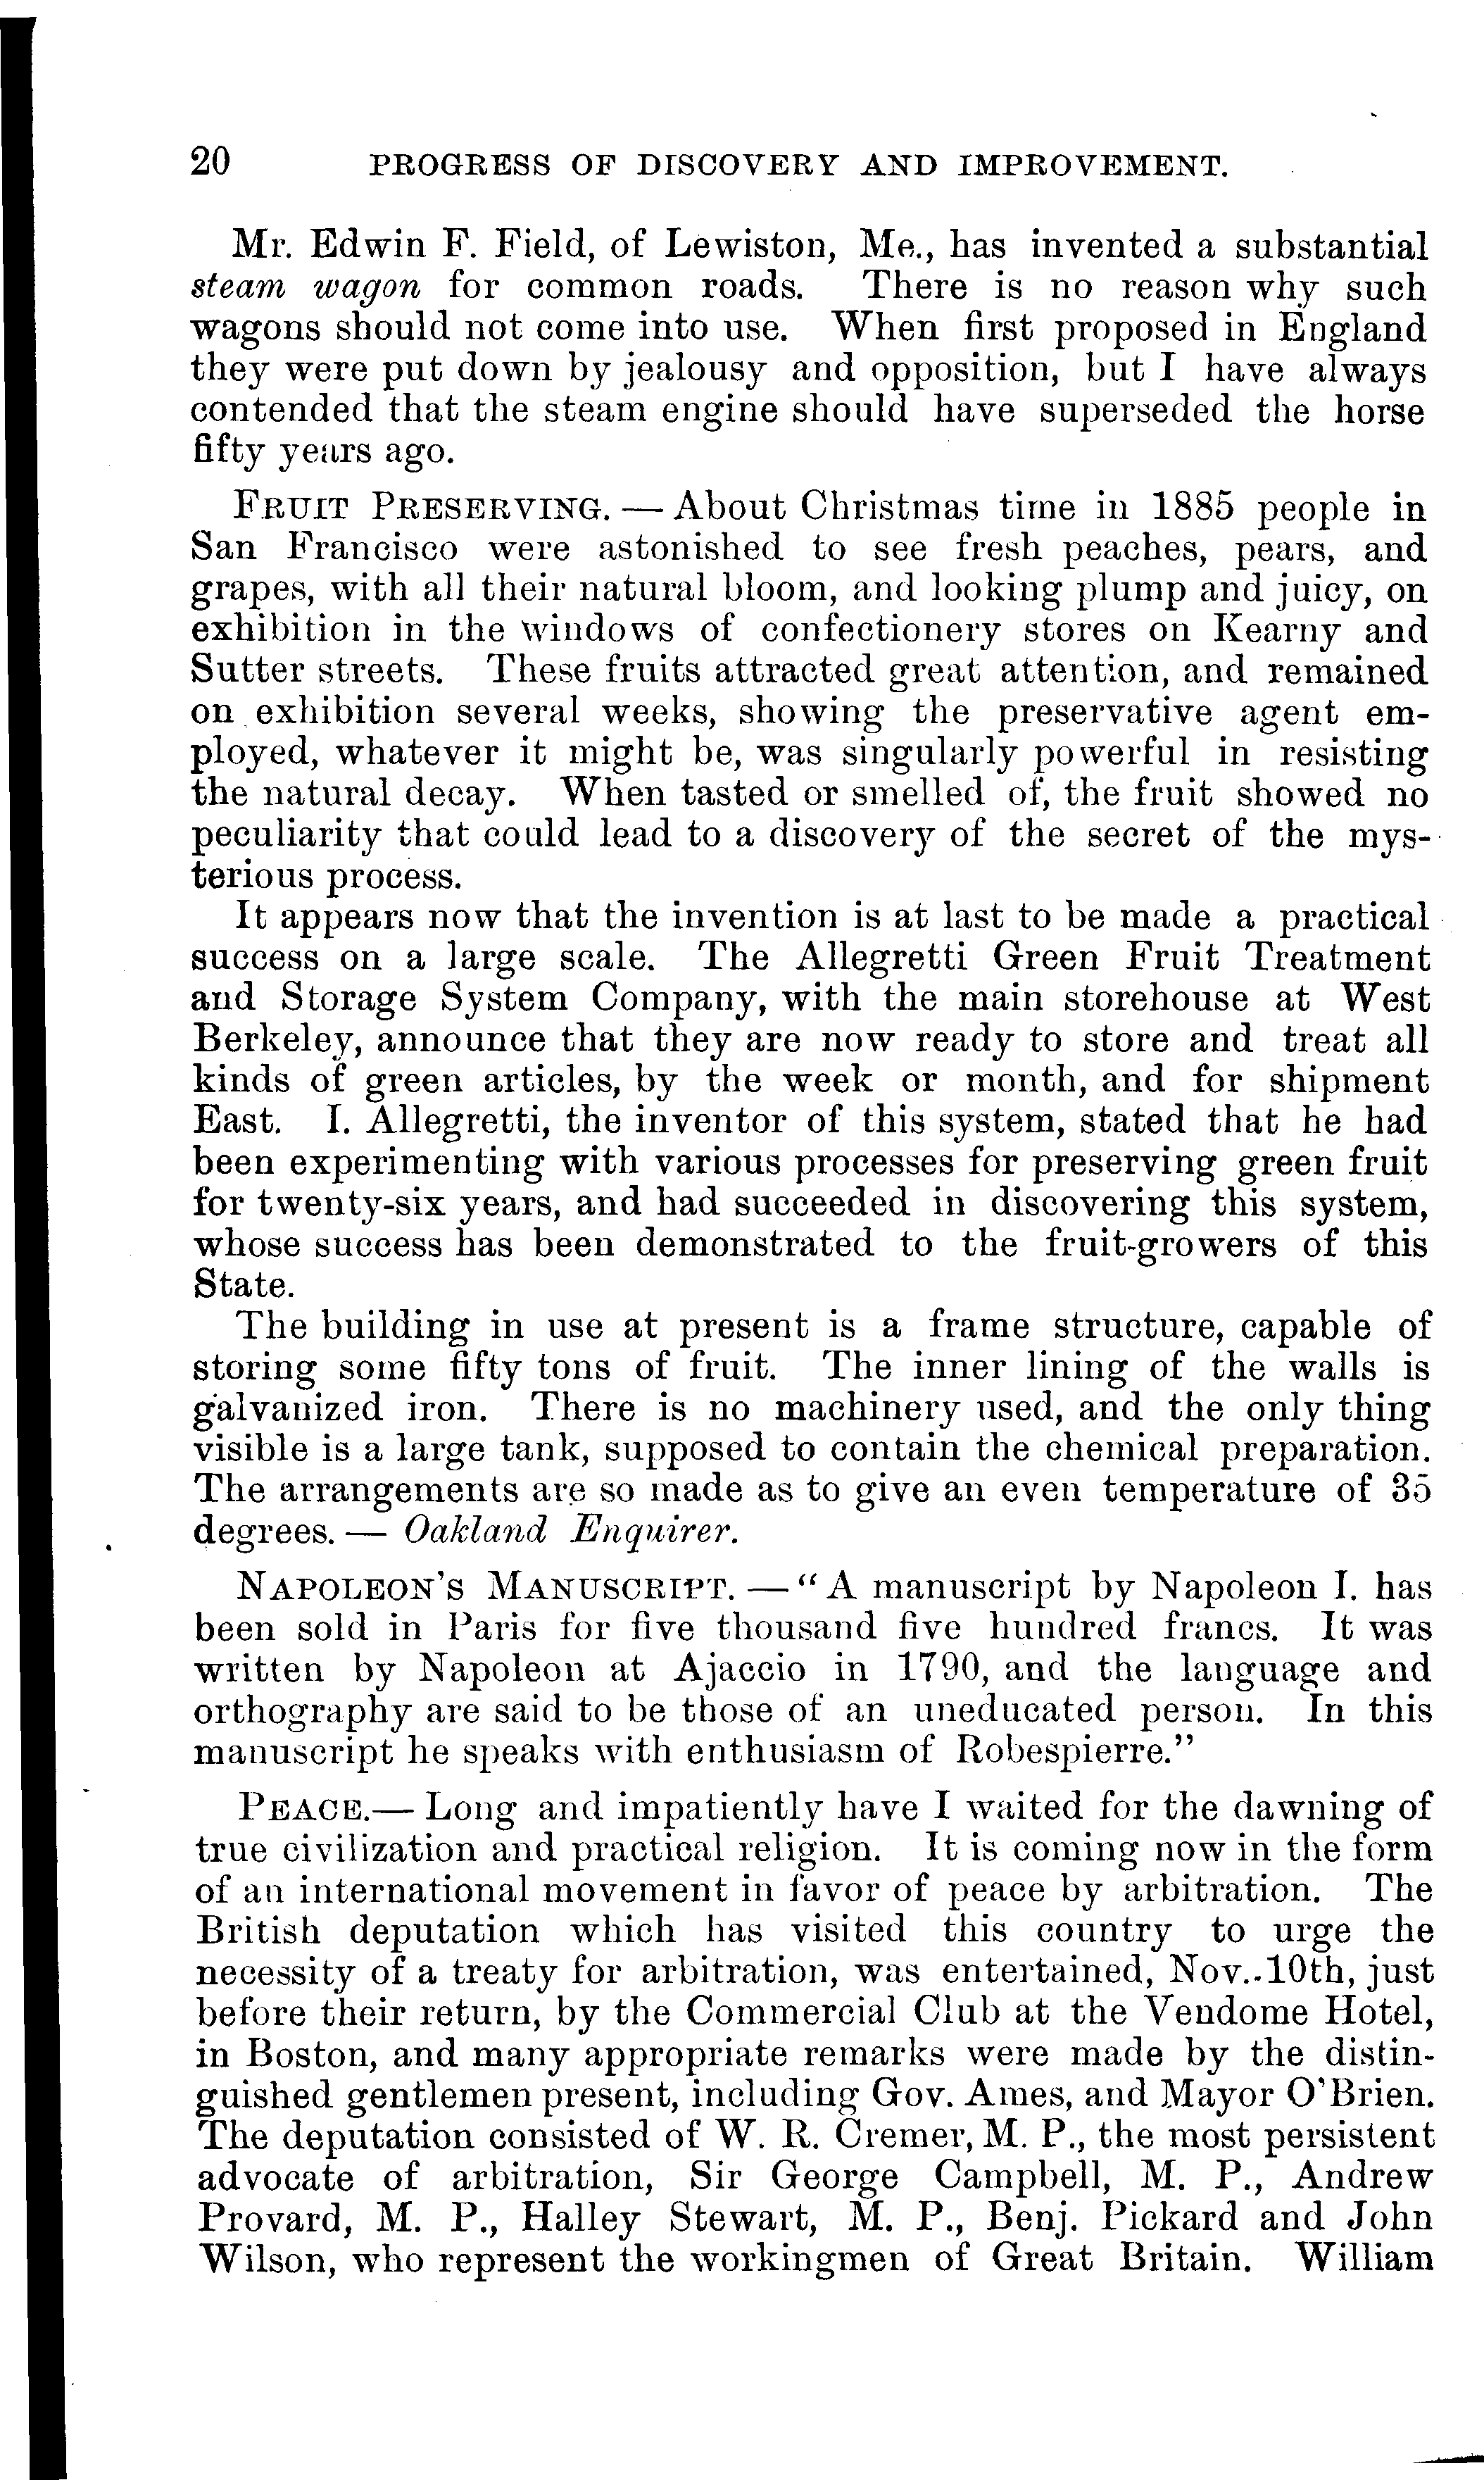 20 PROGRESS OF DISCOVERY AND IMPROVEMENT.
Mr. Edwin F. Field, of Lewiston, Me., has invented a substantial
steam wagon for common roads. There is no reason why such
wagons should not come into use. When first proposed in England
they were put down by jealousy and opposition, but I have always
contended that the steam engine should have superseded the horse
fifty years ago.
FRUIT PRESERVING. — About Christmas time in 1885 people in
San Francisco were astonished to see fresh peaches, pears, and
grapes, with all their natural bloom, and looking plump and juicy, on
exhibition in the windows of confectionery stores on Kearny and
Sutter streets. These fruits attracted great attention, and remained
on exhibition several weeks, showing the preservative agent em-
ployed, whatever it might be, was singularly powerful in resisting
the natural decay. When tasted or smelled of, the fruit showed no
peculiarity that could lead to a discovery of the secret of the mys-
terious process.
It appears now that the invention is at last to be made a practical
success on a large scale. The Allegretti Green Fruit Treatment
and Storage System Company, with the main storehouse at West
Berkeley, announce that they are now ready to store and treat all
kinds of green articles, by the week or month, and for shipment
East. I. Allegretti, the inventor of this system, stated that he had
been experimenting with various processes for preserving green fruit
for twenty-six years, and had succeeded in discovering this system,
whose success has been demonstrated to the fruit-growers of this
State.
The building in use at present is a frame structure, capable of
storing some fifty tons of fruit. The inner lining of the walls is
galvanized iron. There is no machinery used, and the only thing
visible is a large tank, supposed to contain the chemical preparation.
The arrangements are so made as to give an even temperature of 35
degrees. — Oakland Enquirer.
NAPOLEON'S MANUSCRIPT. — "A manuscript by Napoleon I. has
been sold in Paris for five thousand five hundred francs. It was
written by Napoleon at Ajaccio in 1790, and the language and
orthography are said to be those of an uneducated person. In this
manuscript he speaks with enthusiasm of Robespierre."
PEACE.— Long and impatiently have I waited for the dawning of
true civilization and practical religion. It is coming now in the form
of an international movement in favor of peace by arbitration. The
British deputation which has visited this country to urge the
necessity of a treaty for arbitration, was entertained, Nov. 10th, just
before their return, by the Commercial Club at the Vendome Hotel,
in Boston, and many appropriate remarks were made by the distin-
guished gentlemen present, including Gov. Ames, and Mayor O'Brien.
The deputation consisted of W. R. Cremer, M. P., the most persistent
advocate of arbitration, Sir George Campbell, M. P., Andrew
Provard, M. P., Halley Stewart, M. P., Benj. Pickard and John
Wilson, who represent the workingmen of Great Britain. William